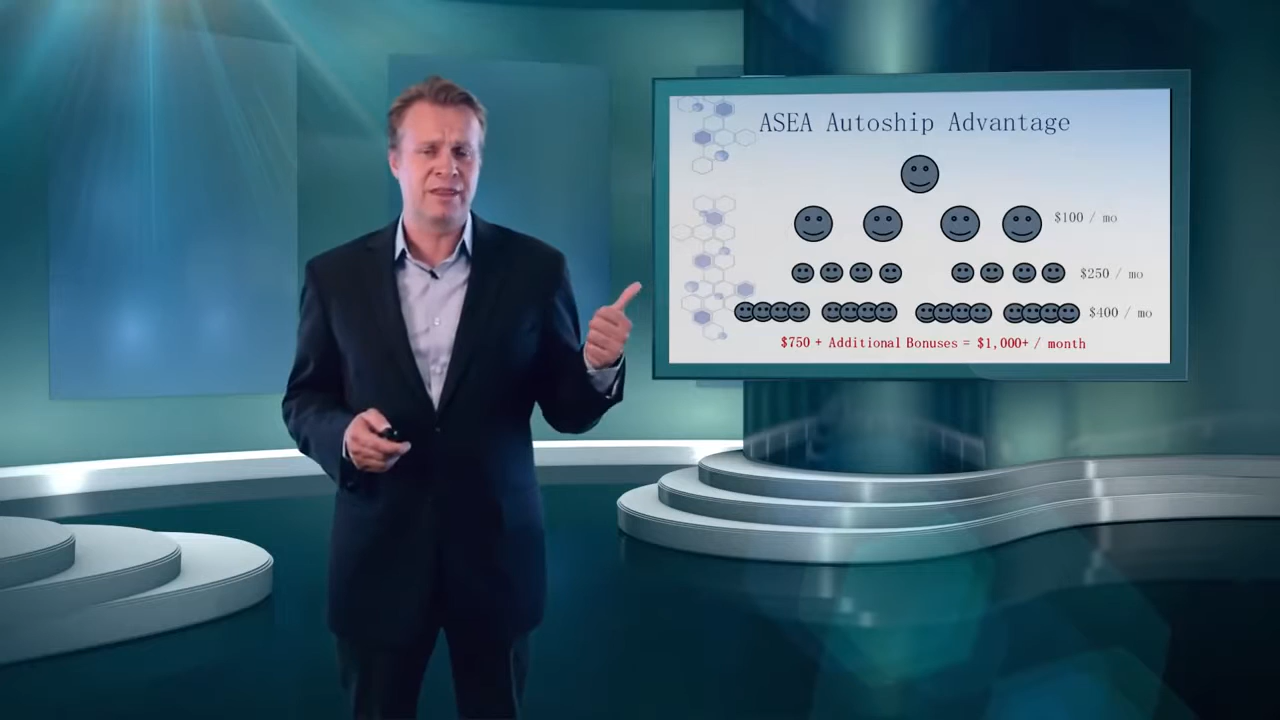 ASEA Autoship Advantage
$100 / mo
$250 / mo
$400 / mo
$750 + Additional Bonuses = $1,000+ / month